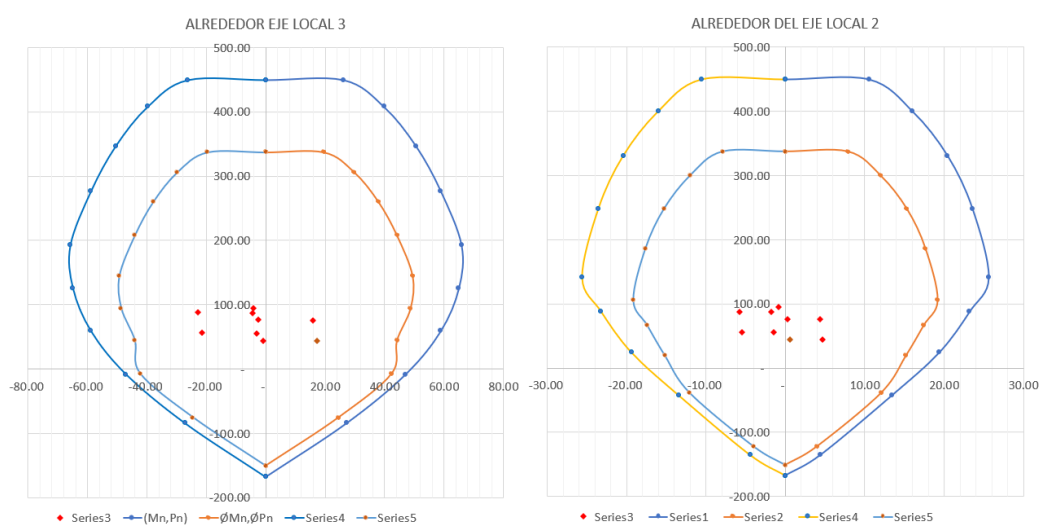 ALREDEDOR EJE LOCAL 3
500.00
400.00
300.00
200.00
100.00
-
-100.00
-200.00
-80.00 -60.00 -40.00 -20.00 - 20.00 40.00 60.00 80.00
Series3 (Mn,Pn) ØMn,ØPn Series4 Series5
ALREDEDOR DEL EJE LOCAL 2
500.00
400.00
300.00
200.00
100.00
-
-100.00
-200.00
-30.00 -20.00 -10.00 - 10.00 20.00 30.00
Series3 Series1 Series2 Series4 Series5